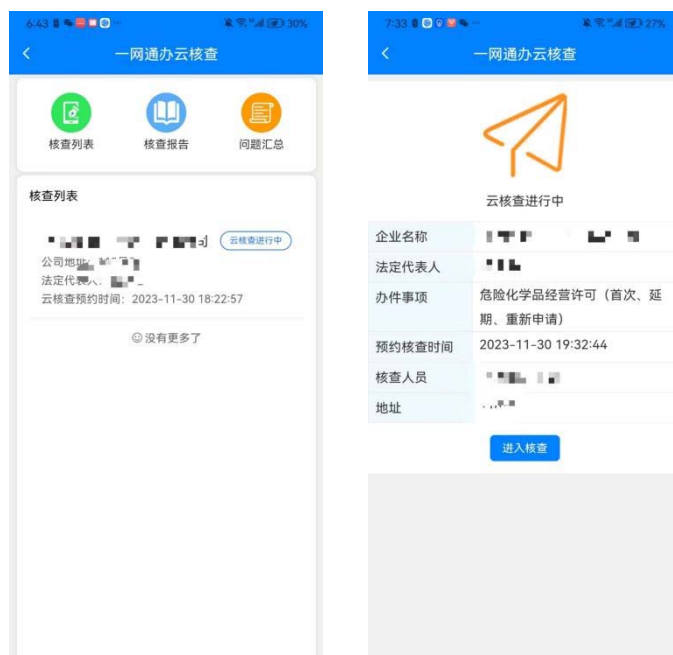 6:43
30%
一网通办云核查
核查列表
核查报告
问题汇总
核查列表
云核查进行中
公司地址:
法定代表人:
云核查预约时间: 2023-11-30 18:22:57
没有更多了
7:33
27%
一网通办云核查
云核查进行中
企业名称
法定代表人
办件事项
危险化学品经营许可（首次、延
期、重新申请）
预约核查时间
2023-11-30 19:32:44
核查人员
地址
进入核查